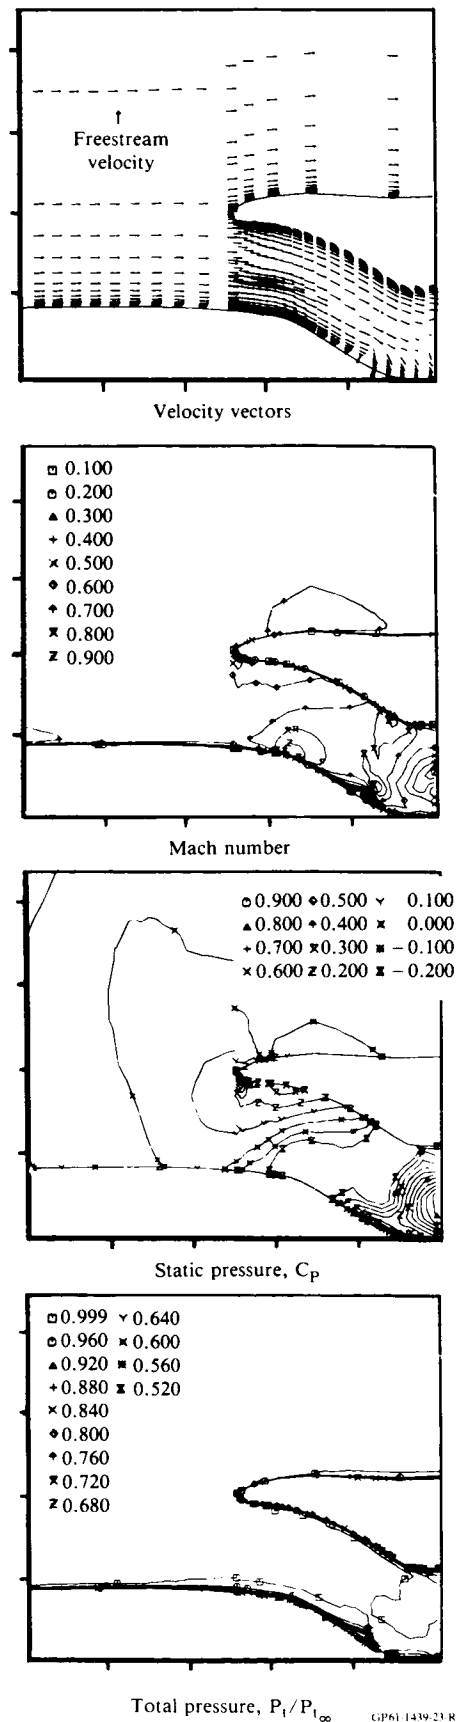 ↑
Freestream
velocity
Velocity vectors
0.100
0.200
0.300
0.400
0.500
0.600
0.700
0.800
0.900
Mach number
0.900 0.500 0.100
0.800 0.400 0.000
0.700 0.300 −0.100
0.600 0.200 −0.200
Static pressure, C_P
0.999 0.640
0.960 0.600
0.920 0.560
0.880 0.520
0.840
0.800
0.760
0.720
0.680
Total pressure, P_t/P_t∞
GP61-1439-23-R